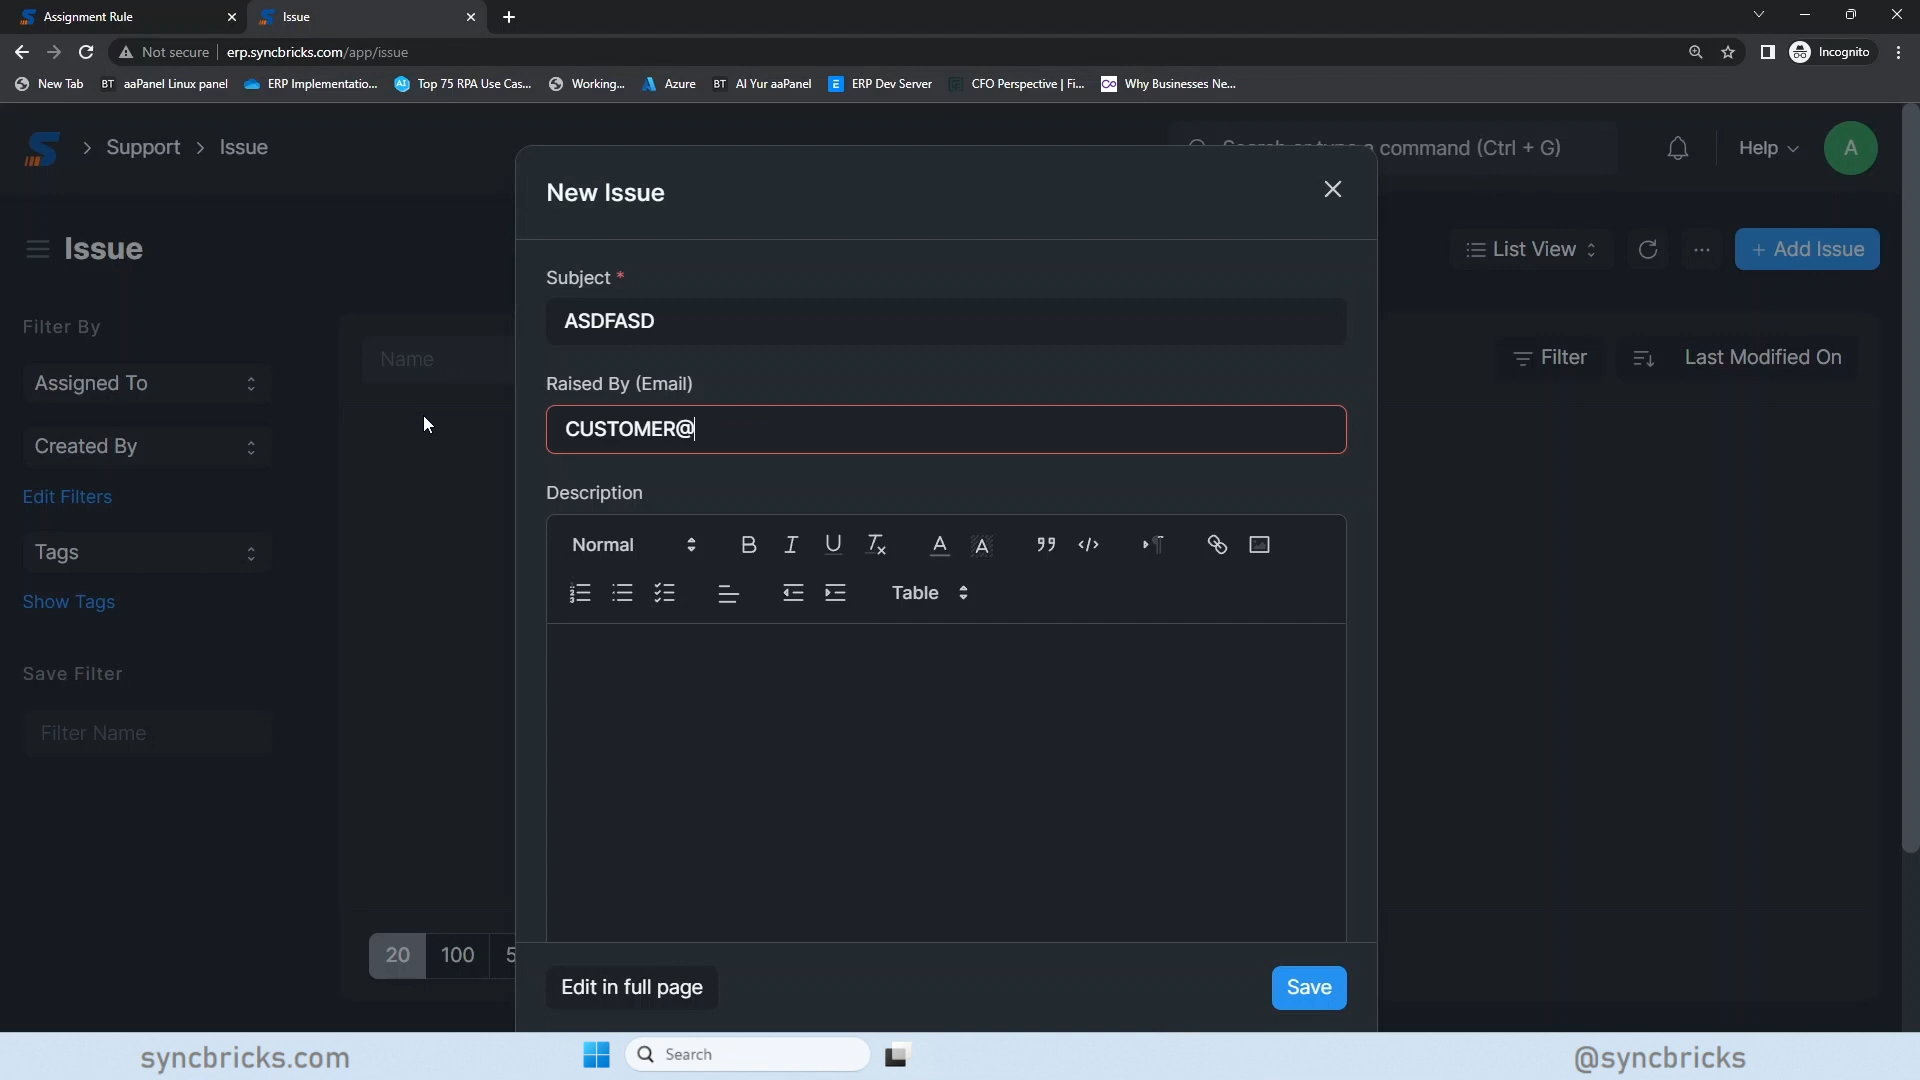 Assignment Rule
Issue
Not secure
erp.syncbricks.com/app/issue
Incognito
New Tab
BT aaPanel Linux panel
ERP Implementatio...
Top 75 RPA Use Cas...
Working...
Azure
BT Al Yur aaPanel
ERP Dev Server
CFO Perspective | Fi...
Why Businesses Ne...
Support
Issue
command (Ctrl + G)
Help
A
New Issue
Issue
List View
+ Add Issue
Subject *
ASDFASD
Filter By
Name
Filter
Last Modified On
Assigned To
Raised By (Email)
CUSTOMER@
Created By
Edit Filters
Description
Normal
Tags
Table
Show Tags
Save Filter
Filter Name
20
100
5
Edit in full page
Save
syncbricks.com
Search
@syncbricks